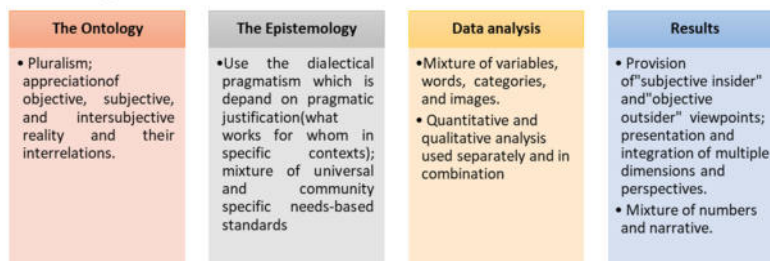 The Ontology
• Pluralism;
appreciationof
objective, subjective,
and intersubjective
reality and their
interrelations.
The Epistemology
•Use the dialectical
pragmatism which is
depand on pragmatic
justification(what
works for whom in
specific contexts);
mixture of universal
and community
specific needs-based
standards
Data analysis
•Mixture of variables,
words, categories,
and images.
• Quantitative and
qualitative analysis
used separately and in
combination
Results
• Provision
of"subjective insider"
and"objective
outsider" viewpoints;
presentation and
integration of multiple
dimensions and
perspectives.
• Mixture of numbers
and narrative.